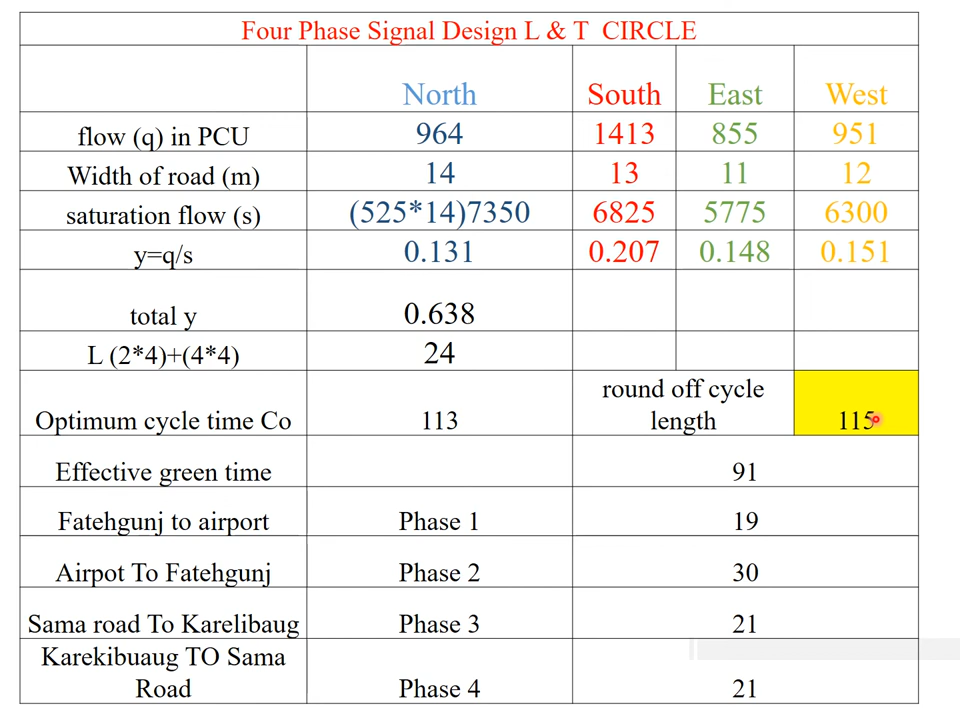 Four Phase Signal Design L & T CIRCLE
North South East West
flow (q) in PCU 964 1413 855 951
Width of road (m) 14 13 11 12
saturation flow (s) (525*14)7350 6825 5775 6300
y=q/s 0.131 0.207 0.148 0.151
total y 0.638
L (2*4)+(4*4) 24
Optimum cycle time Co 113 round off cycle
length 115
Effective green time 91
Fatehgunj to airport Phase 1 19
Airpot To Fatehgunj Phase 2 30
Sama road To Karelibaug Phase 3 21
Karekibuaug TO Sama
Road Phase 4 21